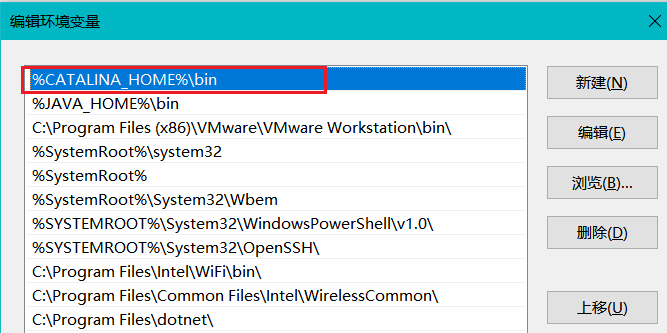 编辑环境变量
%CATALINA_HOME%\bin
新建(N)
%JAVA_HOME%\bin
C:\Program Files (x86)\VMware\VMware Workstation\bin\
编辑(E)
%SystemRoot%\system32
%SystemRoot%
浏览(B)...
%SystemRoot%\System32\Wbem
%SYSTEMROOT%\System32\WindowsPowerShell\v1.0\
删除(D)
%SYSTEMROOT%\System32\OpenSSH\
C:\Program Files\Intel\WiFi\bin\
C:\Program Files\Common Files\Intel\WirelessCommon\
上移(U)
C:\Program Files\dotnet\